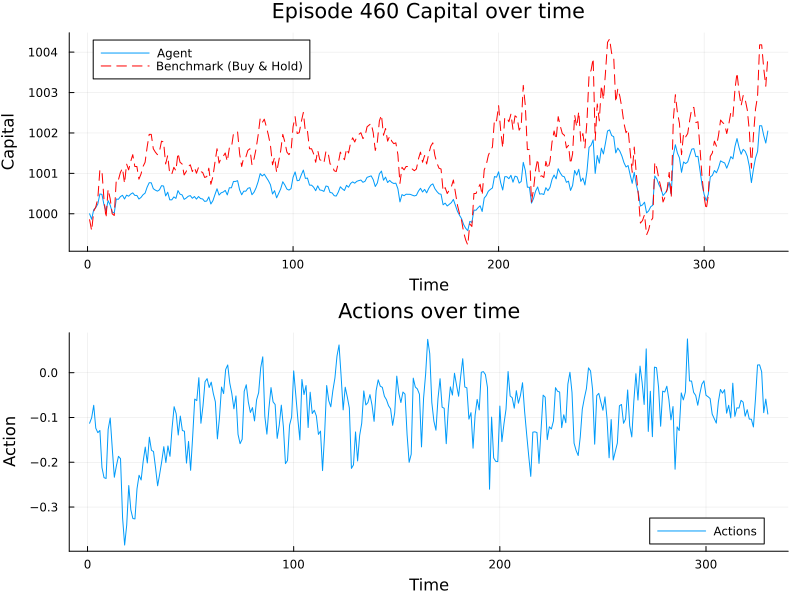 Episode 460 Capital over time
Agent
Benchmark (Buy & Hold)
1004
1003
1002
1001
1000
Capital
0
100
200
300
Time
Actions over time
0.0
−0.1
−0.2
−0.3
Action
Actions
0
100
200
300
Time